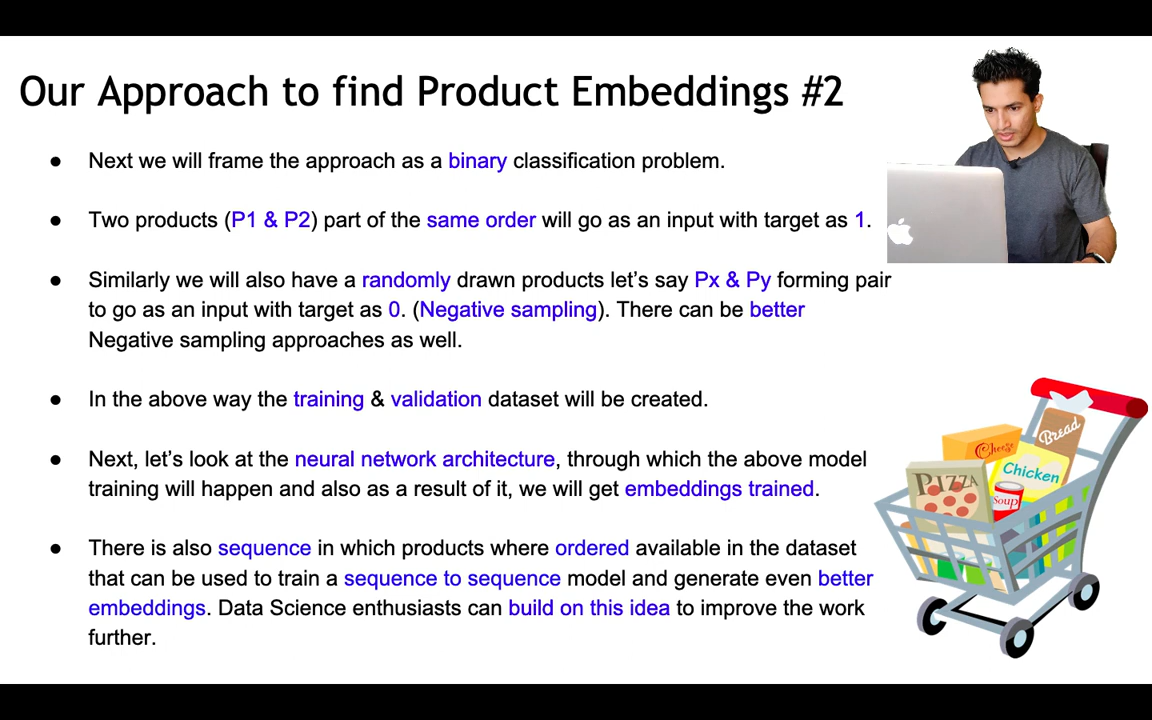 Our Approach to find Product Embeddings #2
● Next we will frame the approach as a binary classification problem.
● Two products (P1 & P2) part of the same order will go as an input with target as 1.
● Similarly we will also have a randomly drawn products let's say Px & Py forming pair
to go as an input with target as 0. (Negative sampling). There can be better
Negative sampling approaches as well.
● In the above way the training & validation dataset will be created.
● Next, let's look at the neural network architecture, through which the above model
training will happen and also as a result of it, we will get embeddings trained.
● There is also sequence in which products where ordered available in the dataset
that can be used to train a sequence to sequence model and generate even better
embeddings. Data Science enthusiasts can build on this idea to improve the work
further.
Bread
Cheese
Chicken
PIZZA
Soup